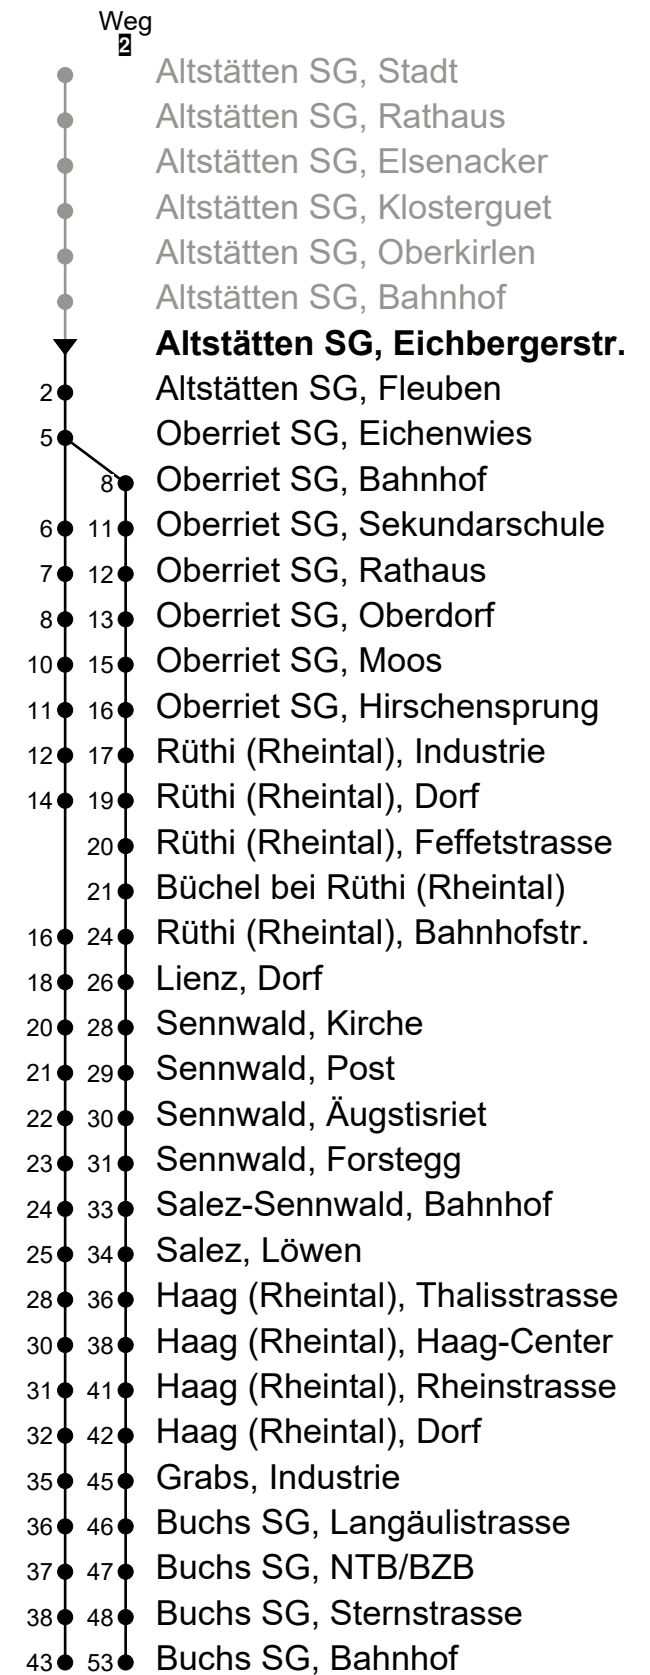 Weg
2
Altstätten SG, Stadt
Altstätten SG, Rathaus
Altstätten SG, Elsenacker
Altstätten SG, Klosterguet
Altstätten SG, Oberkirlen
Altstätten SG, Bahnhof
Altstätten SG, Eichbergerstr.
2 Altstätten SG, Fleuben
5 Oberriet SG, Eichenwies
8 Oberriet SG, Bahnhof
6 11 Oberriet SG, Sekundarschule
7 12 Oberriet SG, Rathaus
8 13 Oberriet SG, Oberdorf
10 15 Oberriet SG, Moos
11 16 Oberriet SG, Hirschensprung
12 17 Rüthi (Rheintal), Industrie
14 19 Rüthi (Rheintal), Dorf
20 Rüthi (Rheintal), Feffetstrasse
21 Büchel bei Rüthi (Rheintal)
16 24 Rüthi (Rheintal), Bahnhofstr.
18 26 Lienz, Dorf
20 28 Sennwald, Kirche
21 29 Sennwald, Post
22 30 Sennwald, Äugstisriet
23 31 Sennwald, Forstegg
24 33 Salez-Sennwald, Bahnhof
25 34 Salez, Löwen
28 36 Haag (Rheintal), Thalisstrasse
30 38 Haag (Rheintal), Haag-Center
31 41 Haag (Rheintal), Rheinstrasse
32 42 Haag (Rheintal), Dorf
35 45 Grabs, Industrie
36 46 Buchs SG, Langäulistrasse
37 47 Buchs SG, NTB/BZB
38 48 Buchs SG, Sternstrasse
43 53 Buchs SG, Bahnhof